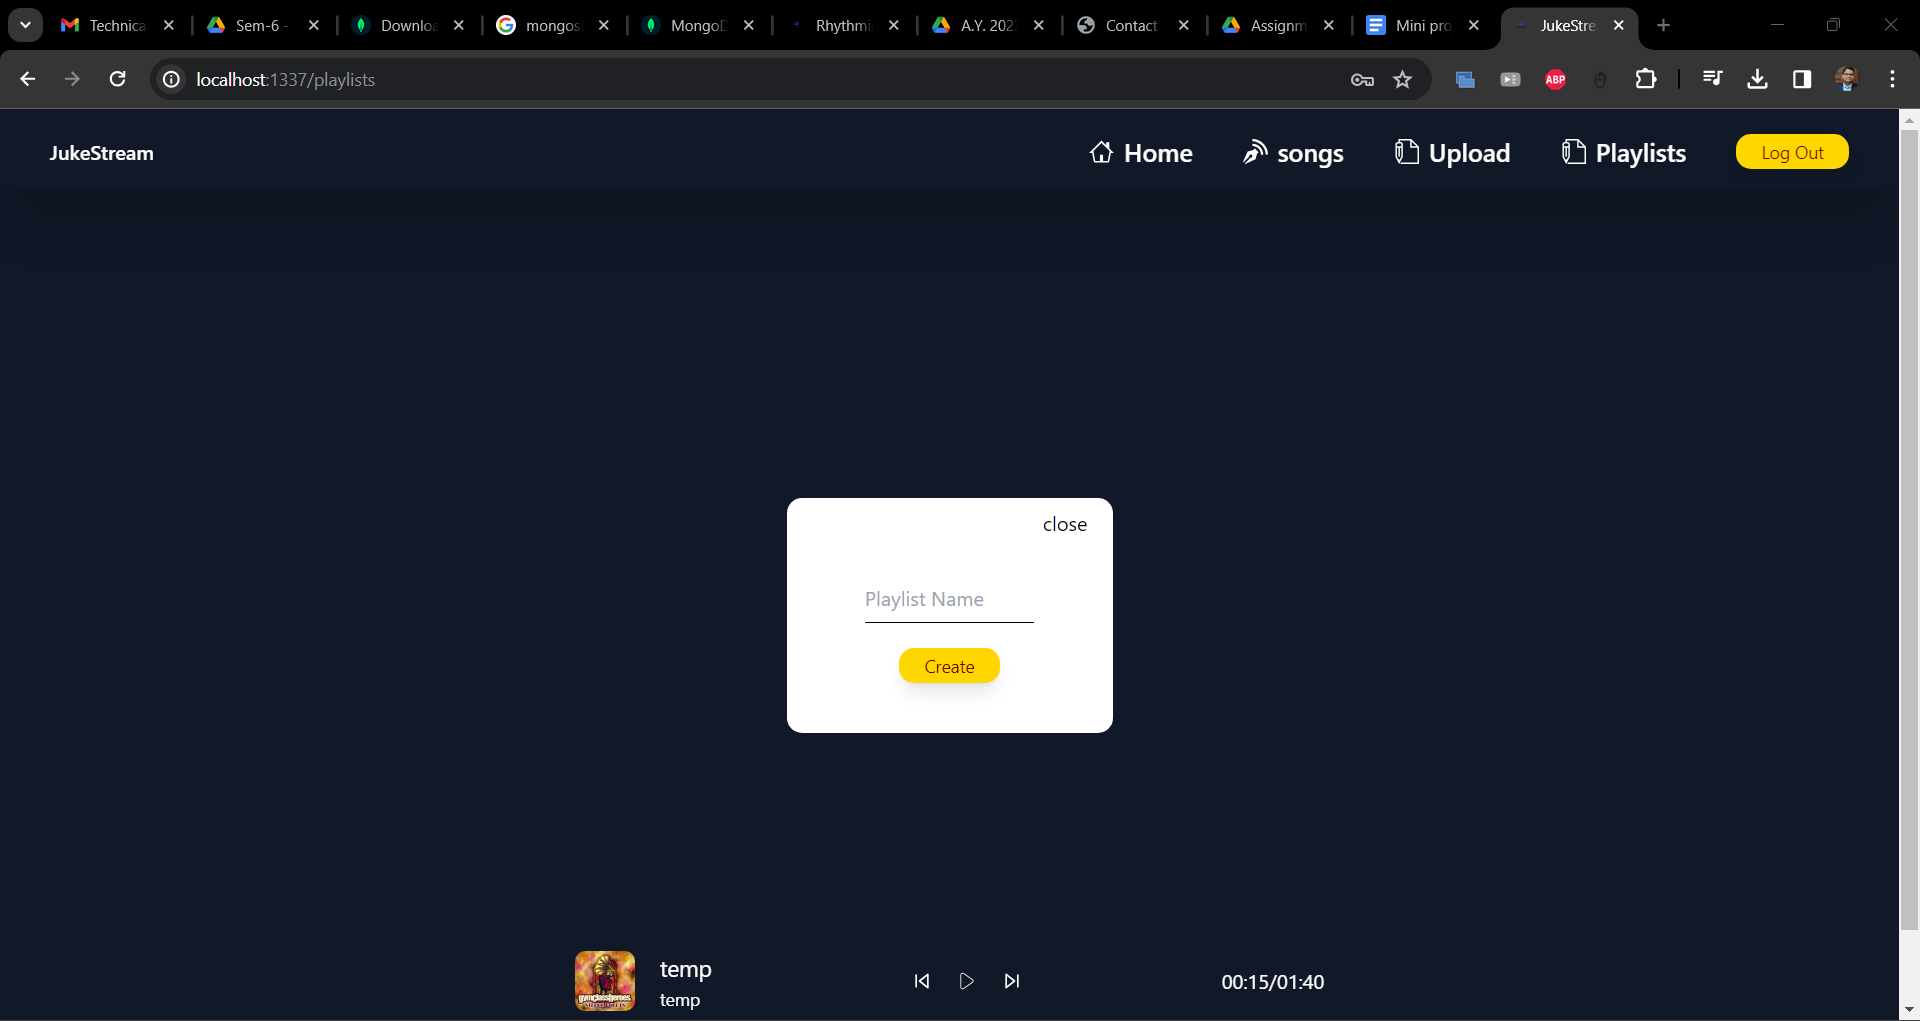 Technica
Sem-6 -
Downloa
mongos
MongoD
Rhythmi
A.Y. 202
Contact
Assignm
Mini pro
JukeStre
localhost:1337/playlists
ABP
JukeStream
Home
songs
Upload
Playlists
Log Out
close
Playlist Name
Create
gymclassheroes
temp
temp
00:15/01:40